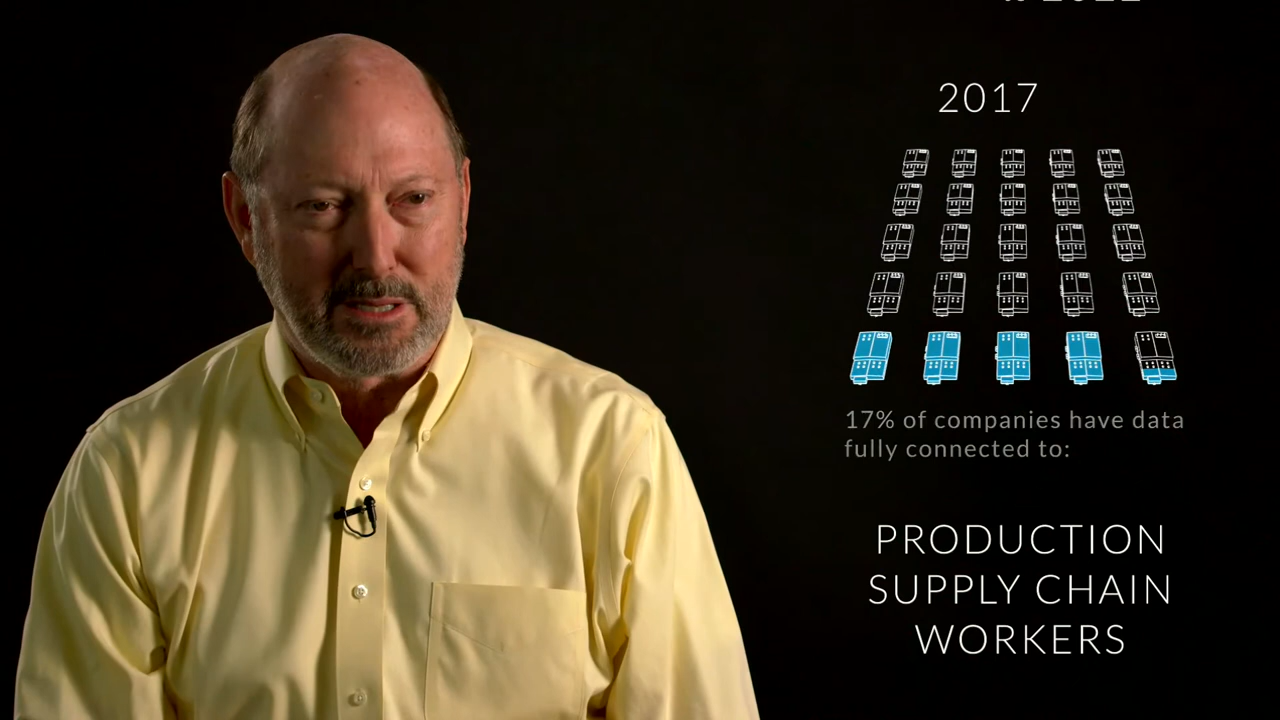 2017
17% of companies have data
fully connected to:
PRODUCTION
SUPPLY CHAIN
WORKERS